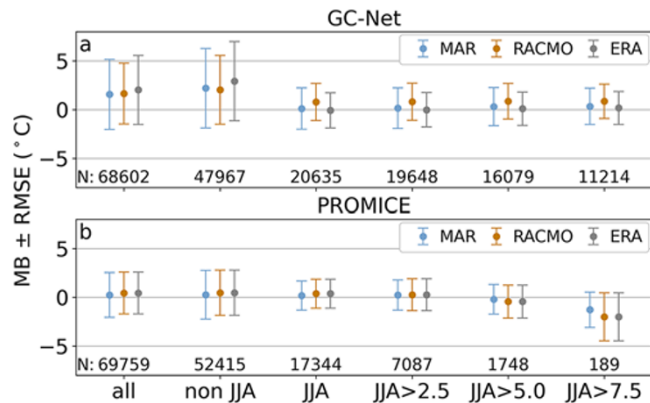 GC-Net
a
MAR RACMO ERA
5
0
−5
N: 68602 47967 20635 19648 16079 11214
MB ± RMSE (°C)
PROMICE
b
MAR RACMO ERA
5
0
−5
N: 69759 52415 17344 7087 1748 189
all non JJA JJA JJA>2.5 JJA>5.0 JJA>7.5